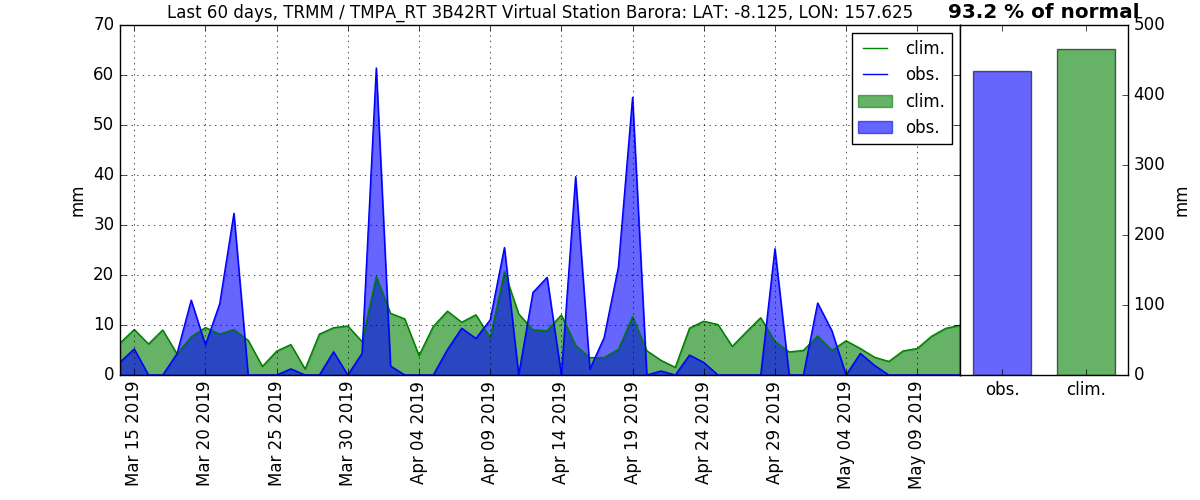 Last 60 days, TRMM / TMPA_RT 3B42RT Virtual Station Barora: LAT: -8.125, LON: 157.625
93.2 % of normal
70
60
50
40
30
20
10
0
mm
clim.
obs.
clim.
obs.
Mar 15 2019
Mar 20 2019
Mar 25 2019
Mar 30 2019
Apr 04 2019
Apr 09 2019
Apr 14 2019
Apr 19 2019
Apr 24 2019
Apr 29 2019
May 04 2019
May 09 2019
500
400
300
200
100
0
mm
obs.
clim.